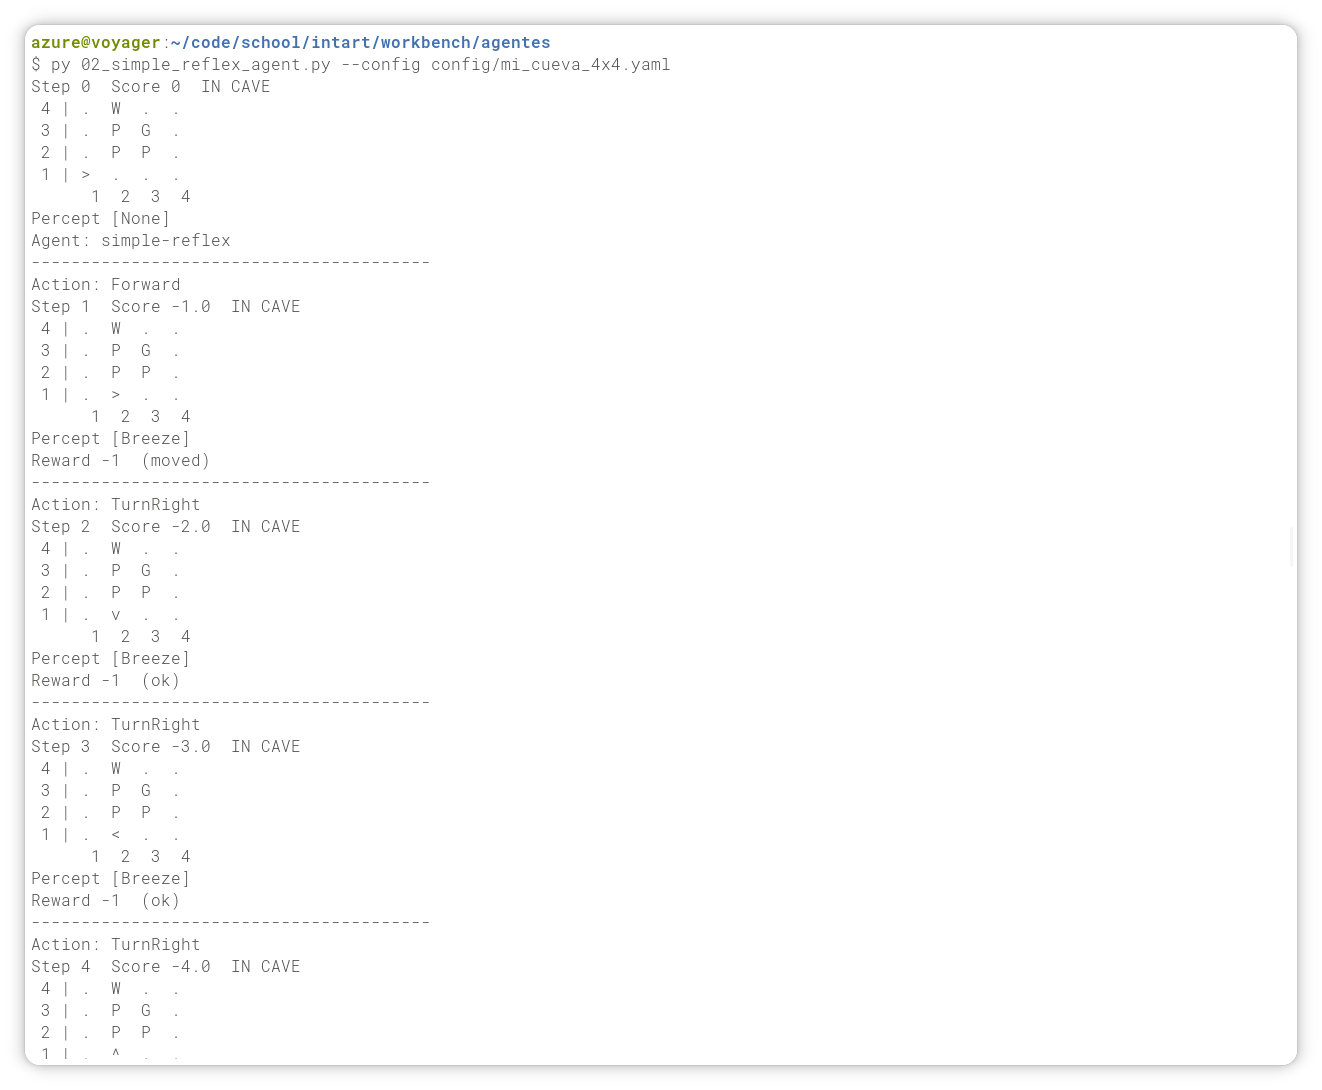 azure@voyager:~/code/school/intart/workbench/agentes
$ py 02_simple_reflex_agent.py --config config/mi_cueva_4x4.yaml
Step 0  Score 0  IN CAVE
 4 | .  W  .  .
 3 | .  P  G  .
 2 | .  P  P  .
 1 | >  .  .  .
      1  2  3  4
Percept [None]
Agent: simple-reflex
----------------------------------------
Action: Forward
Step 1  Score -1.0  IN CAVE
 4 | .  W  .  .
 3 | .  P  G  .
 2 | .  P  P  .
 1 | .  >  .  .
      1  2  3  4
Percept [Breeze]
Reward -1  (moved)
----------------------------------------
Action: TurnRight
Step 2  Score -2.0  IN CAVE
 4 | .  W  .  .
 3 | .  P  G  .
 2 | .  P  P  .
 1 | .  v  .  .
      1  2  3  4
Percept [Breeze]
Reward -1  (ok)
----------------------------------------
Action: TurnRight
Step 3  Score -3.0  IN CAVE
 4 | .  W  .  .
 3 | .  P  G  .
 2 | .  P  P  .
 1 | .  <  .  .
      1  2  3  4
Percept [Breeze]
Reward -1  (ok)
----------------------------------------
Action: TurnRight
Step 4  Score -4.0  IN CAVE
 4 | .  W  .  .
 3 | .  P  G  .
 2 | .  P  P  .
 1 | .  ^  .  .